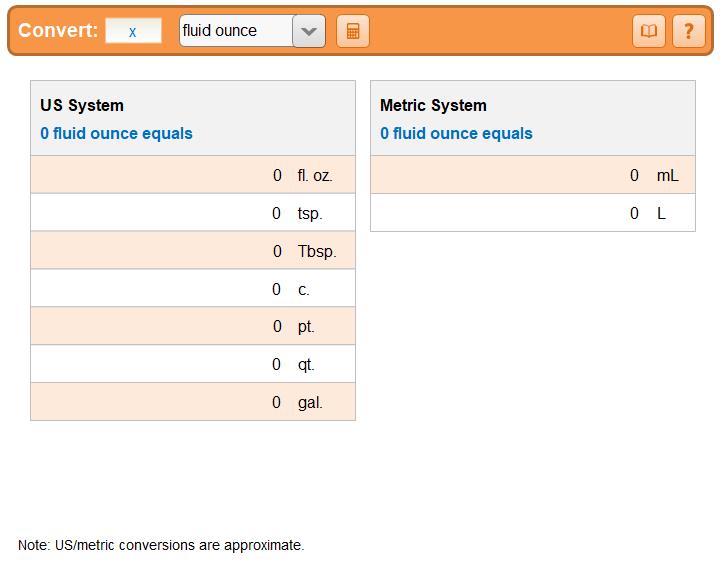 Convert: x fluid ounce ?
US System
0 fluid ounce equals
0 fl. oz.
0 tsp.
0 Tbsp.
0 c.
0 pt.
0 qt.
0 gal.
Metric System
0 fluid ounce equals
0 mL
0 L
Note: US/metric conversions are approximate.